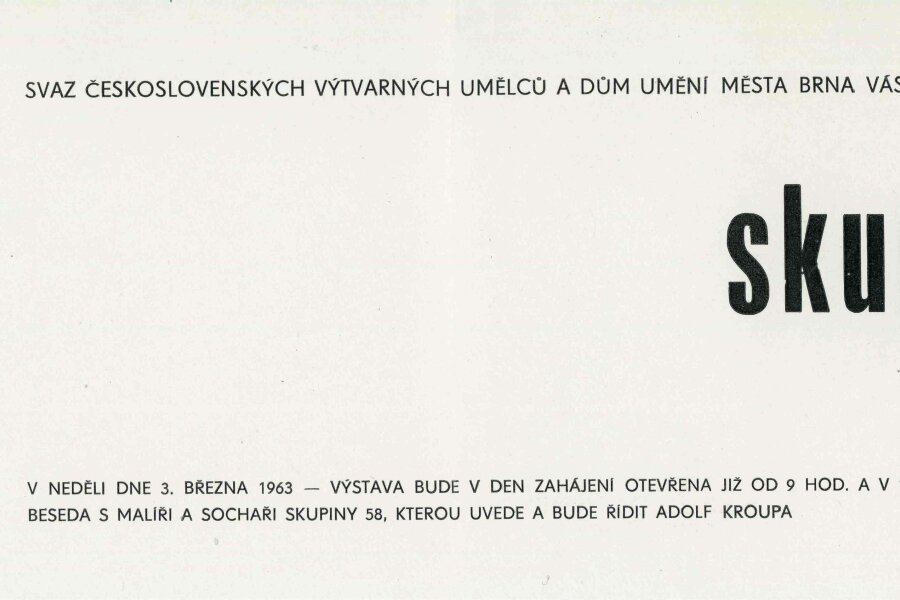 SVAZ ČESKOSLOVENSKÝCH VÝTVARNÝCH UMĚLCŮ A DŮM UMĚNÍ MĚSTA BRNA VÁS
sku
V NEDĚLI DNE 3. BŘEZNA 1963 — VÝSTAVA BUDE V DEN ZAHÁJENÍ OTEVŘENA JIŽ OD 9 HOD. A V
BESEDA S MALÍŘI A SOCHAŘI SKUPINY 58, KTEROU UVEDE A BUDE ŘÍDIT ADOLF KROUPA